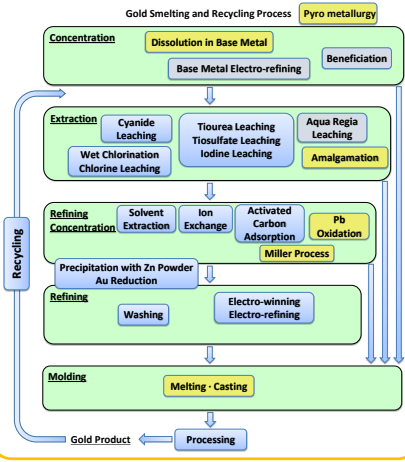 Gold Smelting and Recycling Process
Pyro metallurgy
Concentration
Dissolution in Base Metal
Beneficiation
Base Metal Electro-refining
Extraction
Cyanide
Leaching
Tiourea Leaching
Tiosulfate Leaching
Iodine Leaching
Aqua Regia
Leaching
Wet Chlorination
Chlorine Leaching
Amalgamation
Refining
Concentration
Solvent
Extraction
Ion
Exchange
Activated
Carbon
Adsorption
Pb
Oxidation
Miller Process
Precipitation with Zn Powder
Au Reduction
Refining
Washing
Electro-winning
Electro-refining
Recycling
Molding
Melting · Casting
Gold Product
Processing